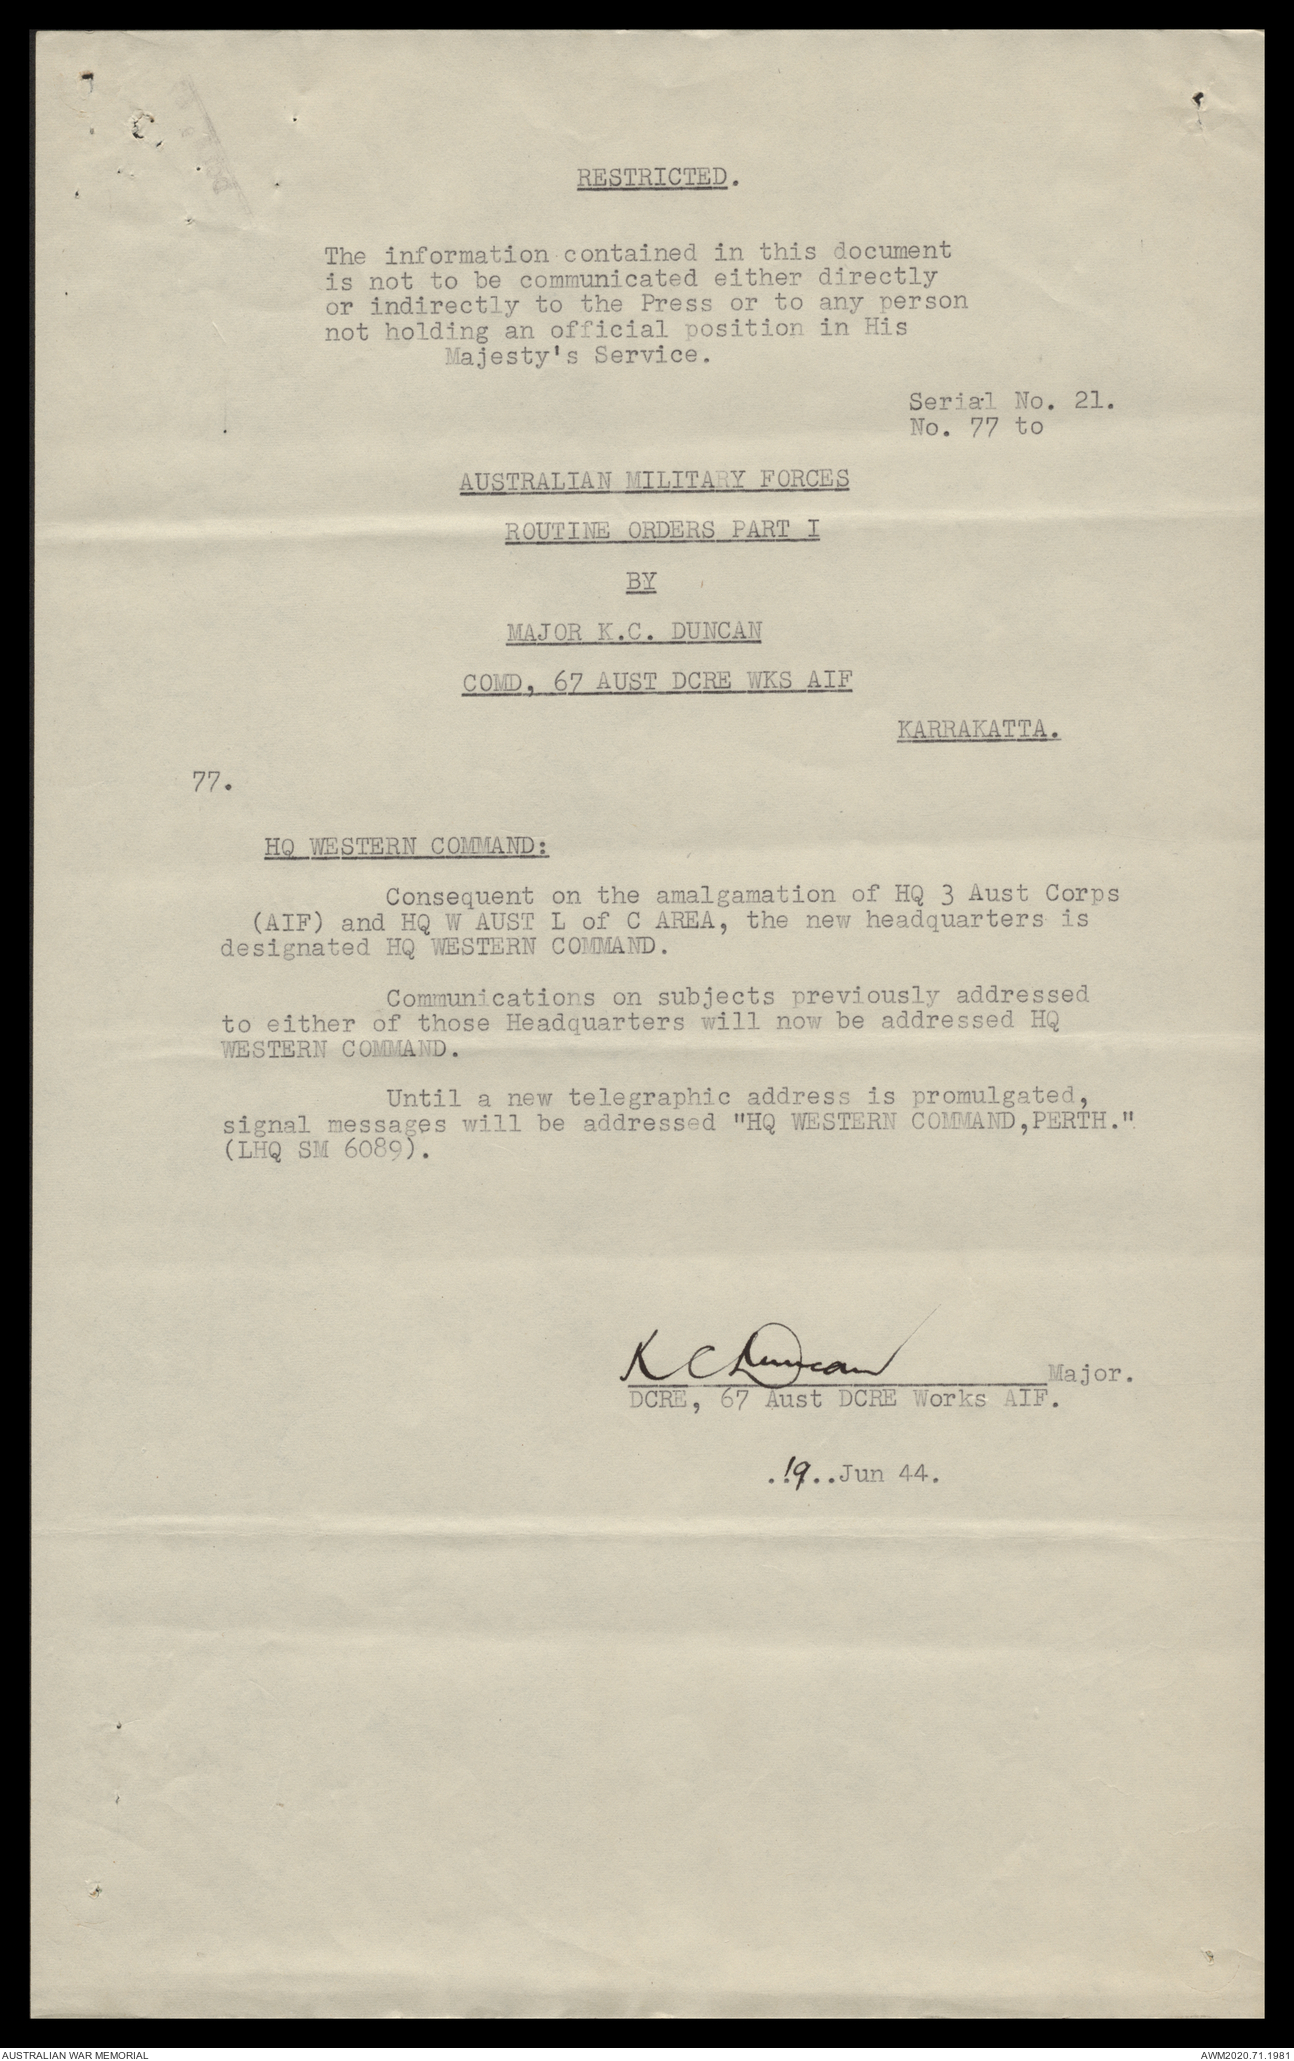 RESTRICTED.
The information contained in this document
is not to be communicated either directly
or indirectly to the Press or to any person
not holding an official position in His
Majesty's Service.
Serial No. 21.
No. 77 to
AUSTRALIAN MILITARY FORCES
ROUTINE ORDERS PART I
BY
MAJOR K.C. DUNCAN
COMD, 67 AUST DCRE WKS AIF
KARRAKATTA.
77.
HQ WESTERN COMMAND:
Consequent on the amalgamation of HQ 3 Aust Corps
(AIF) and HQ W AUST L of C AREA, the new headquarters is
designated HQ WESTERN COMMAND.
Communications on subjects previously addressed
to either of those Headquarters will now be addressed HQ
WESTERN COMMAND.
Until a new telegraphic address is promulgated,
signal messages will be addressed "HQ WESTERN COMMAND,PERTH."
(LHQ SM 6089).
K C Duncan Major.
DCRE, 67 Aust DCRE Works AIF.
.19..Jun 44.
AUSTRALIAN WAR MEMORIAL
AWM2020.71.1981